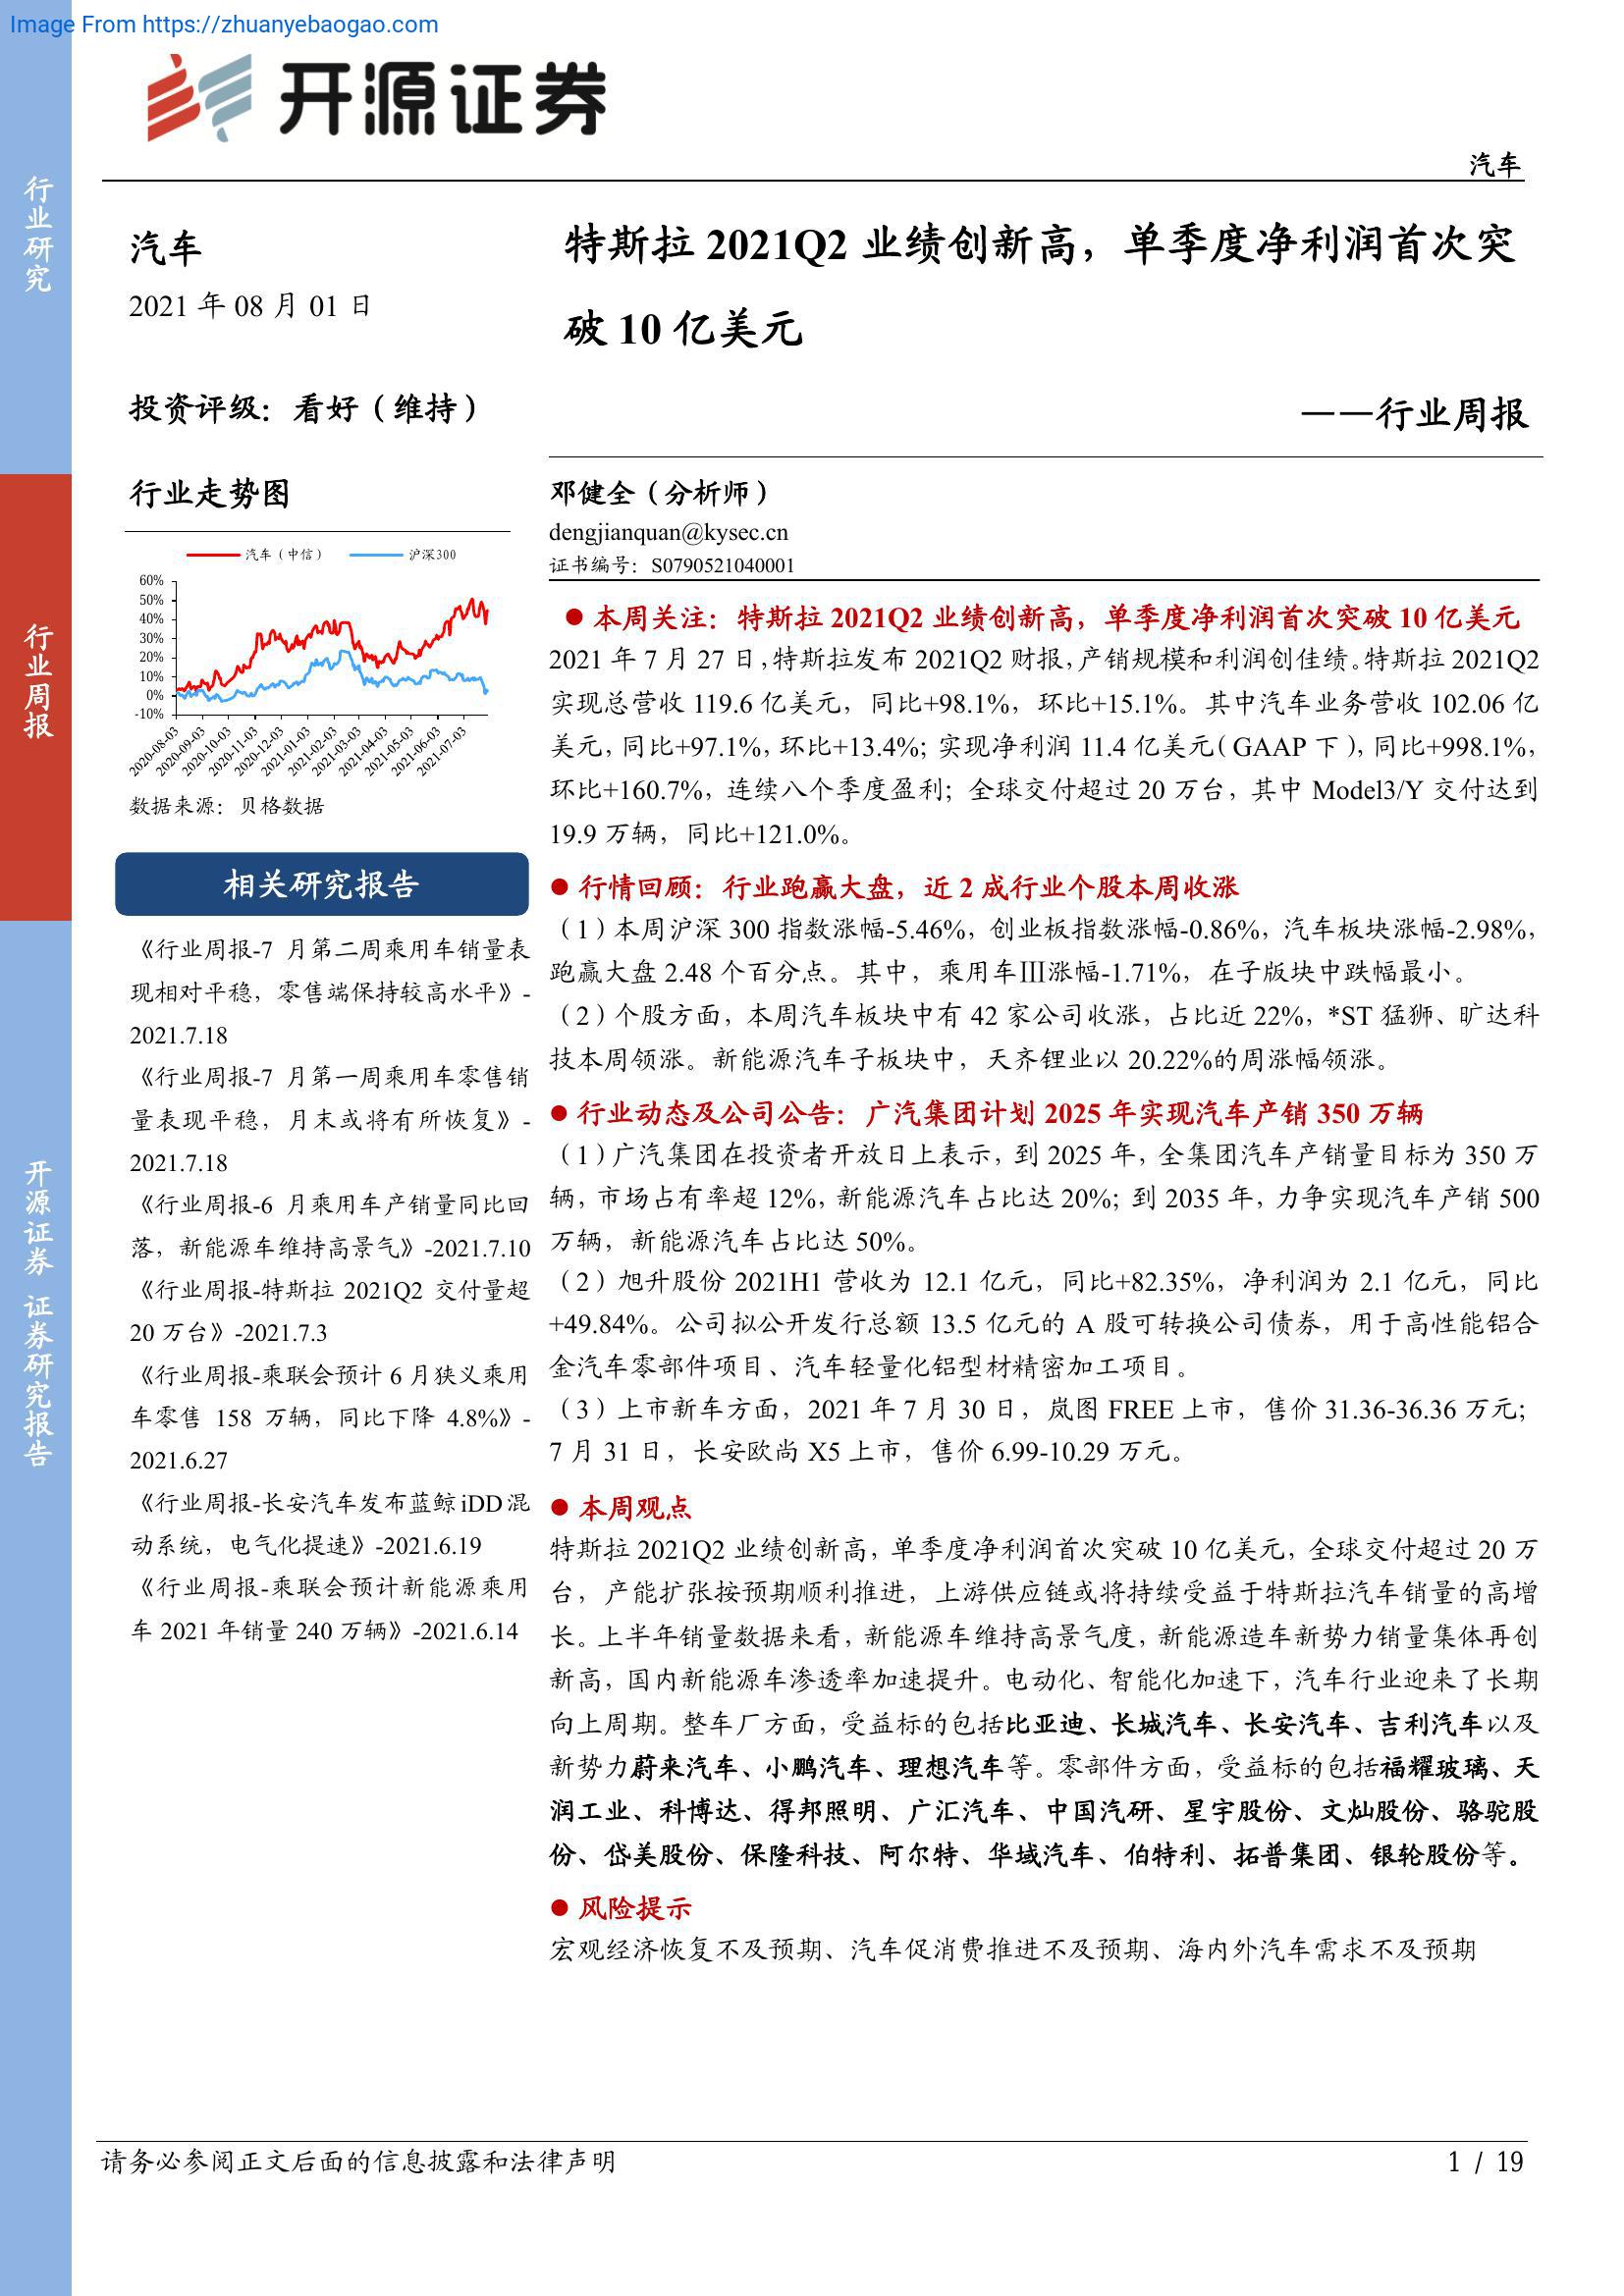 Image From https://zhuanyebaogao.com
开源证券
汽车
行业研究
行业周报
开源证券 证券研究报告
汽车
2021 年 08 月 01 日
投资评级：看好（维持）
行业走势图
汽车（中信） 沪深300
60%
50%
40%
30%
20%
10%
0%
-10%
2020-08-03
2020-09-03
2020-10-03
2020-11-03
2020-12-03
2021-01-03
2021-02-03
2021-03-03
2021-04-03
2021-05-03
2021-06-03
2021-07-03
数据来源：贝格数据
相关研究报告
《行业周报-7 月第二周乘用车销量表
现相对平稳，零售端保持较高水平》-
2021.7.18
《行业周报-7 月第一周乘用车零售销
量表现平稳，月末或将有所恢复》-
2021.7.18
《行业周报-6 月乘用车产销量同比回
落，新能源车维持高景气》-2021.7.10
《行业周报-特斯拉 2021Q2 交付量超
20 万台》-2021.7.3
《行业周报-乘联会预计 6 月狭义乘用
车零售 158 万辆，同比下降 4.8%》-
2021.6.27
《行业周报-长安汽车发布蓝鲸 iDD 混
动系统，电气化提速》-2021.6.19
《行业周报-乘联会预计新能源乘用
车 2021 年销量 240 万辆》-2021.6.14
特斯拉 2021Q2 业绩创新高，单季度净利润首次突
破 10 亿美元
——行业周报
邓健全（分析师）
dengjianquan@kysec.cn
证书编号：S0790521040001
● 本周关注：特斯拉 2021Q2 业绩创新高，单季度净利润首次突破 10 亿美元
2021 年 7 月 27 日，特斯拉发布 2021Q2 财报，产销规模和利润创佳绩。特斯拉 2021Q2
实现总营收 119.6 亿美元，同比+98.1%，环比+15.1%。其中汽车业务营收 102.06 亿
美元，同比+97.1%，环比+13.4%；实现净利润 11.4 亿美元（GAAP 下），同比+998.1%，
环比+160.7%，连续八个季度盈利；全球交付超过 20 万台，其中 Model3/Y 交付达到
19.9 万辆，同比+121.0%。
● 行情回顾：行业跑赢大盘，近 2 成行业个股本周收涨
（1）本周沪深 300 指数涨幅-5.46%，创业板指数涨幅-0.86%，汽车板块涨幅-2.98%，
跑赢大盘 2.48 个百分点。其中，乘用车Ⅲ涨幅-1.71%，在子版块中跌幅最小。
（2）个股方面，本周汽车板块中有 42 家公司收涨，占比近 22%，*ST 猛狮、旷达科
技本周领涨。新能源汽车子板块中，天齐锂业以 20.22%的周涨幅领涨。
● 行业动态及公司公告：广汽集团计划 2025 年实现汽车产销 350 万辆
（1）广汽集团在投资者开放日上表示，到 2025 年，全集团汽车产销量目标为 350 万
辆，市场占有率超 12%，新能源汽车占比达 20%；到 2035 年，力争实现汽车产销 500
万辆，新能源汽车占比达 50%。
（2）旭升股份 2021H1 营收为 12.1 亿元，同比+82.35%，净利润为 2.1 亿元，同比
+49.84%。公司拟公开发行总额 13.5 亿元的 A 股可转换公司债券，用于高性能铝合
金汽车零部件项目、汽车轻量化铝型材精密加工项目。
（3）上市新车方面，2021 年 7 月 30 日，岚图 FREE 上市，售价 31.36-36.36 万元；
7 月 31 日，长安欧尚 X5 上市，售价 6.99-10.29 万元。
● 本周观点
特斯拉 2021Q2 业绩创新高，单季度净利润首次突破 10 亿美元，全球交付超过 20 万
台，产能扩张按预期顺利推进，上游供应链或将持续受益于特斯拉汽车销量的高增
长。上半年销量数据来看，新能源车维持高景气度，新能源造车新势力销量集体再创
新高，国内新能源车渗透率加速提升。电动化、智能化加速下，汽车行业迎来了长期
向上周期。整车厂方面，受益标的包括比亚迪、长城汽车、长安汽车、吉利汽车以及
新势力蔚来汽车、小鹏汽车、理想汽车等。零部件方面，受益标的包括福耀玻璃、天
润工业、科博达、得邦照明、广汇汽车、中国汽研、星宇股份、文灿股份、骆驼股
份、岱美股份、保隆科技、阿尔特、华域汽车、伯特利、拓普集团、银轮股份等。
● 风险提示
宏观经济恢复不及预期、汽车促消费推进不及预期、海内外汽车需求不及预期
请务必参阅正文后面的信息披露和法律声明
1 / 19